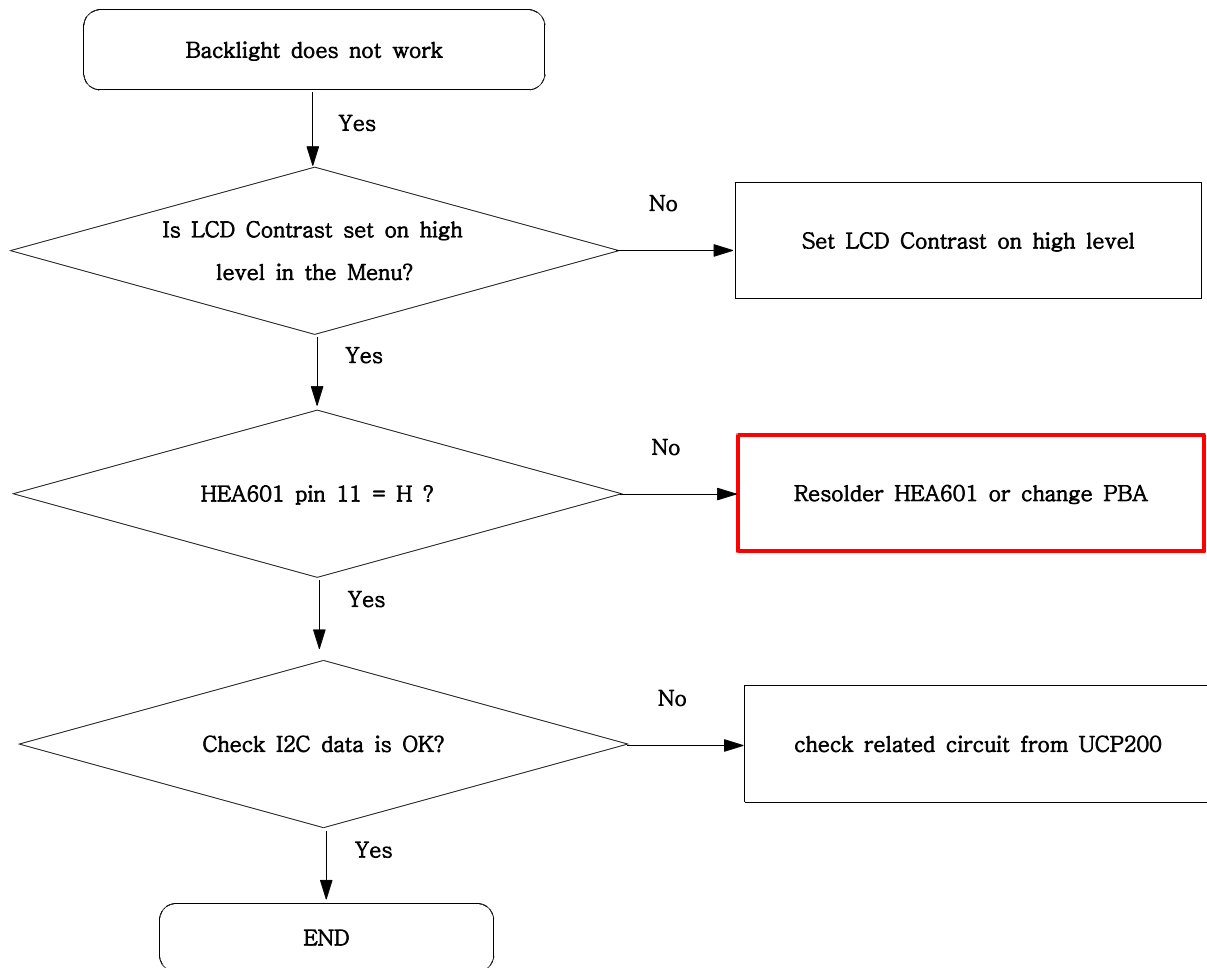 Backlight does not work
Yes
Is LCD Contrast set on high
level in the Menu?
No
Set LCD Contrast on high level
Yes
HEA601 pin 11 = H ?
No
Resolder HEA601 or change PBA
Yes
Check I2C data is OK?
No
check related circuit from UCP200
Yes
END